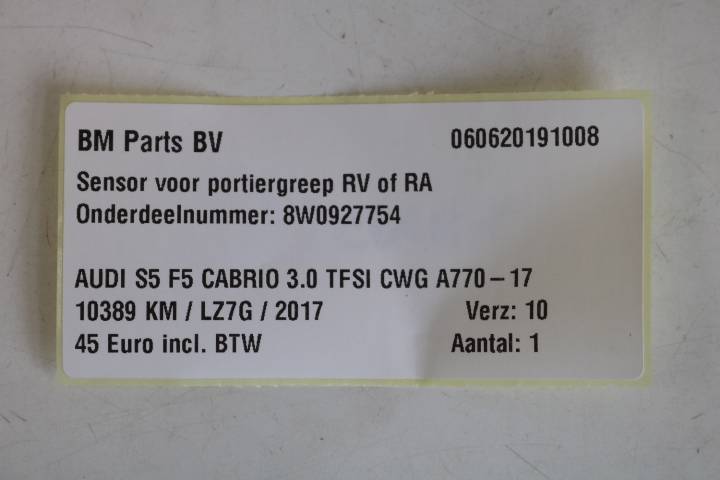 BM Parts BV 060620191008
Sensor voor portiergreep RV of RA
Onderdeelnummer: 8W0927754
AUDI S5 F5 CABRIO 3.0 TFSI CWG A770-17
10389 KM / LZ7G / 2017 Verz: 10
45 Euro incl. BTW Aantal: 1